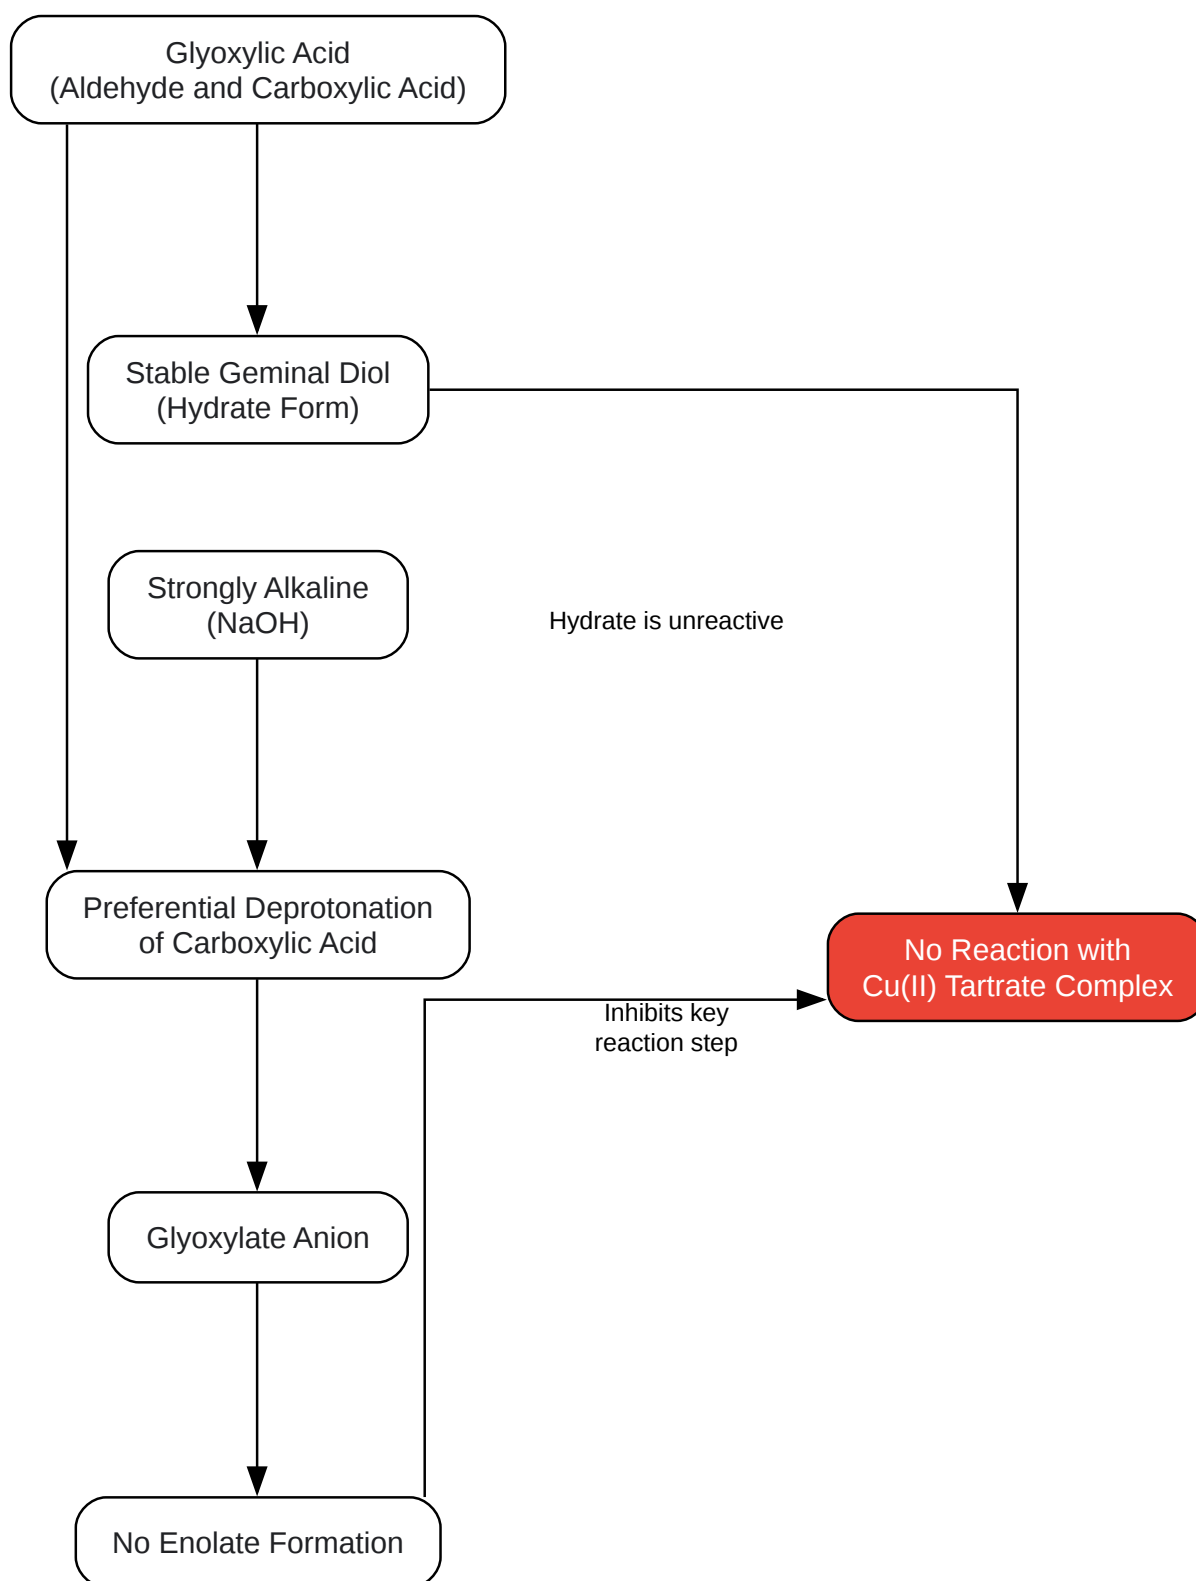 Glyoxylic Acid
(Aldehyde and Carboxylic Acid)
Stable Geminal Diol
(Hydrate Form)
Strongly Alkaline
(NaOH)
Hydrate is unreactive
Preferential Deprotonation
of Carboxylic Acid
No Reaction with
Cu(II) Tartrate Complex
Inhibits key
reaction step
Glyoxylate Anion
No Enolate Formation